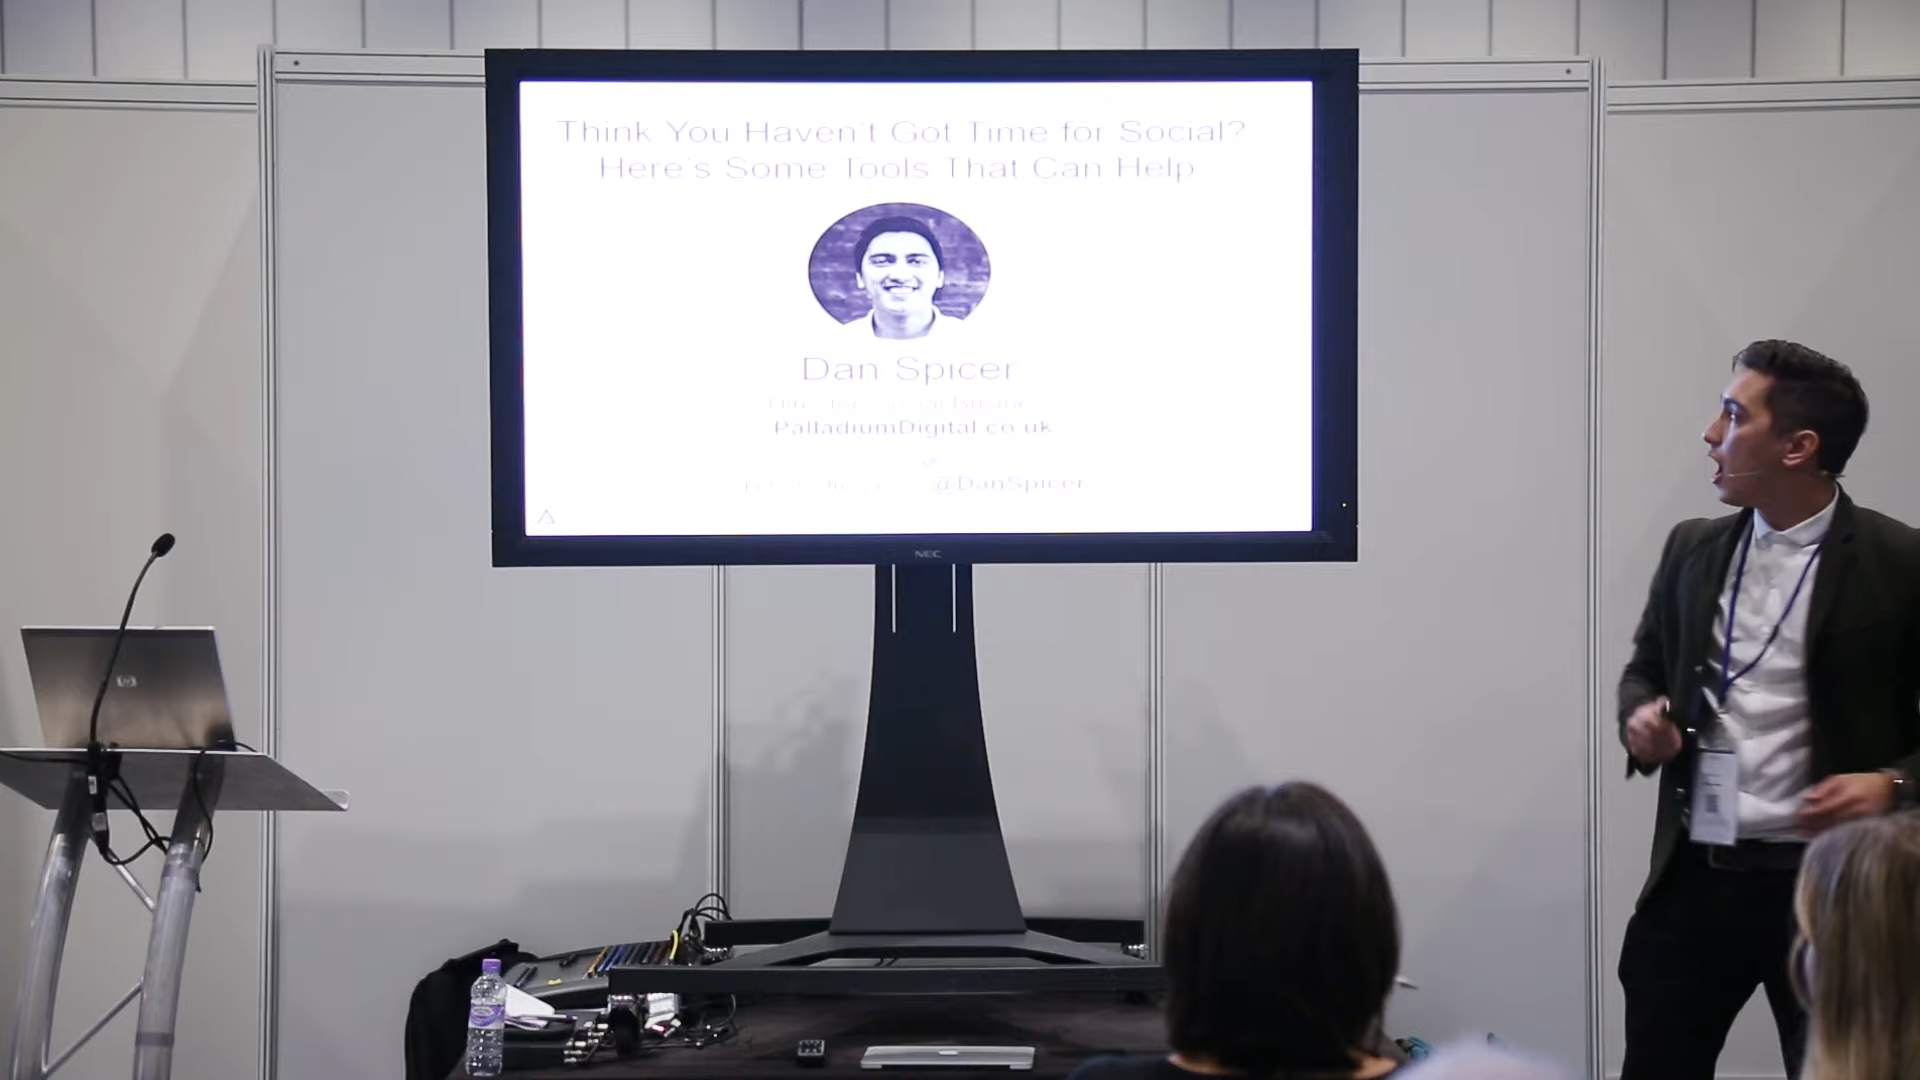 Think You Haven't Got Time for Social?
Here's Some Tools That Can Help
Dan Spicer
PalladiumDigital.co.uk
@DanSpicer
NEC
hp